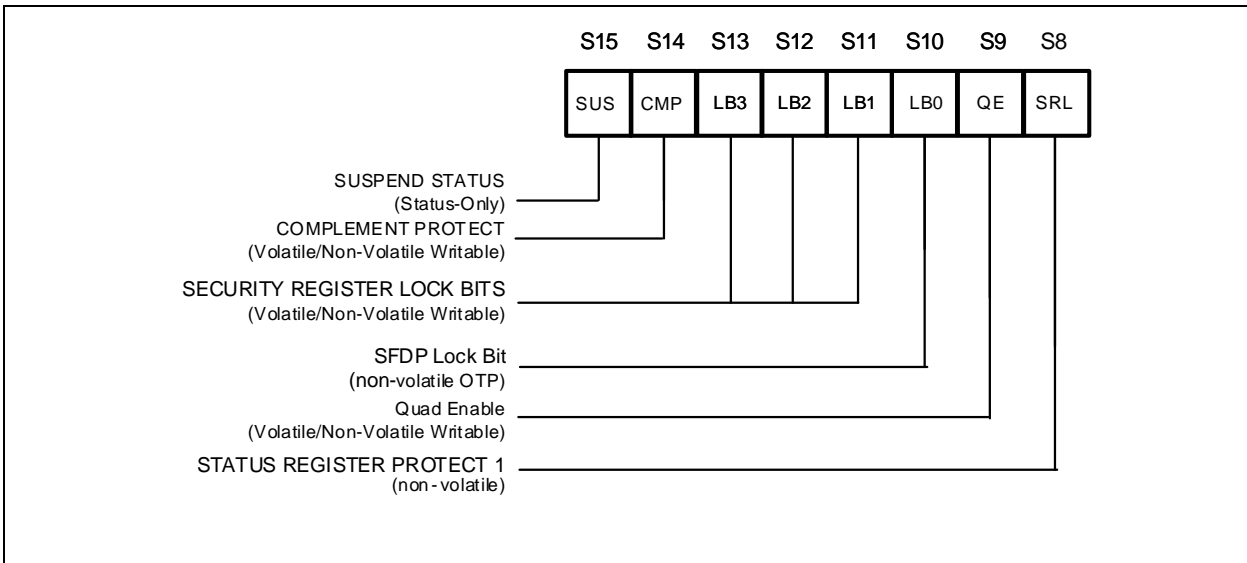 S15 S14 S13 S12 S11 S10 S9 S8
SUS CMP LB3 LB2 LB1 LB0 QE SRL
SUSPEND STATUS
(Status-Only)
COMPLEMENT PROTECT
(Volatile/Non-Volatile Writable)
SECURITY REGISTER LOCK BITS
(Volatile/Non-Volatile Writable)
SFDP Lock Bit
(non-volatile OTP)
Quad Enable
(Volatile/Non-Volatile Writable)
STATUS REGISTER PROTECT 1
(non-volatile)